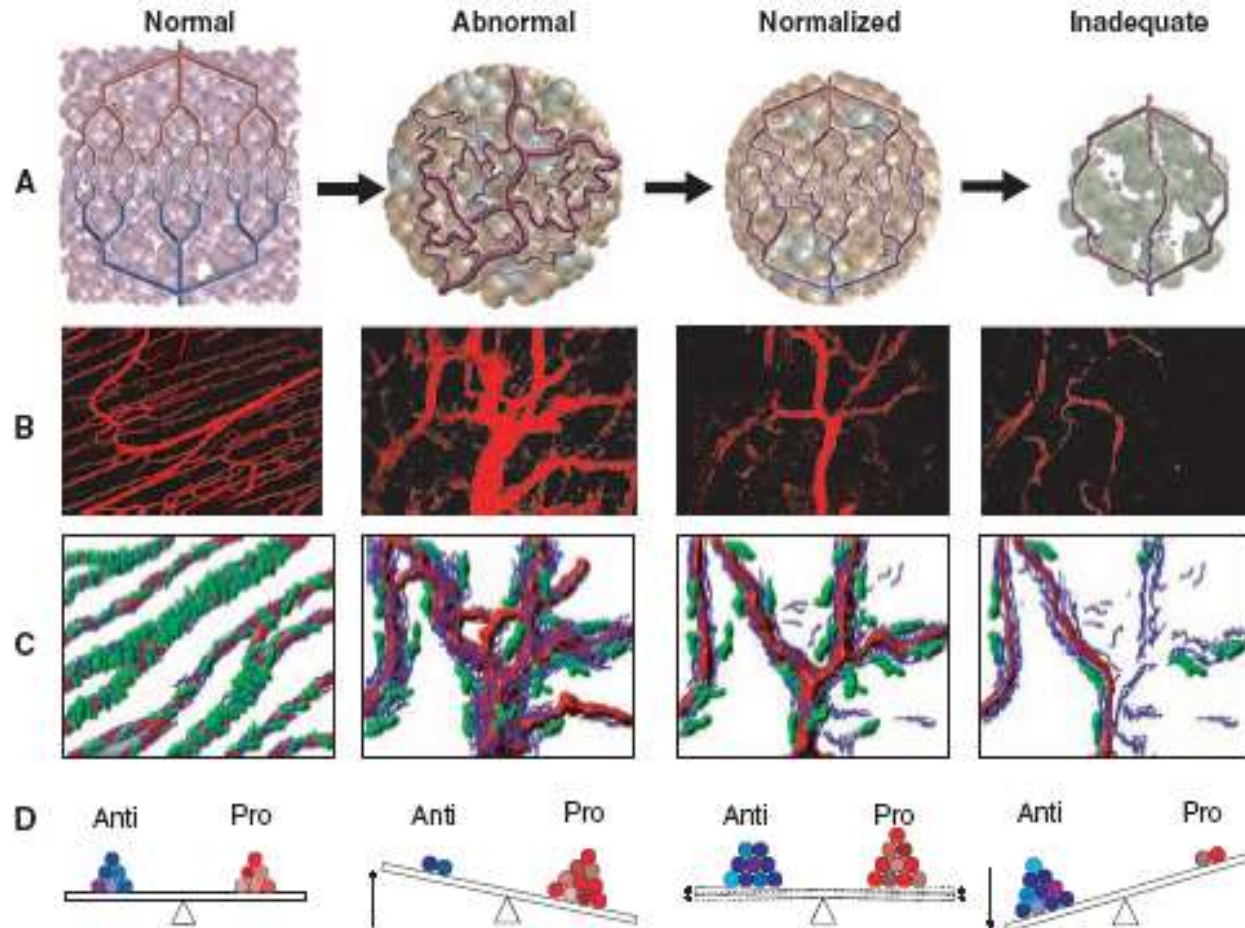 Normal Abnormal Normalized Inadequate
A
B
C
D
Anti Pro Anti Pro Anti Pro Anti Pro